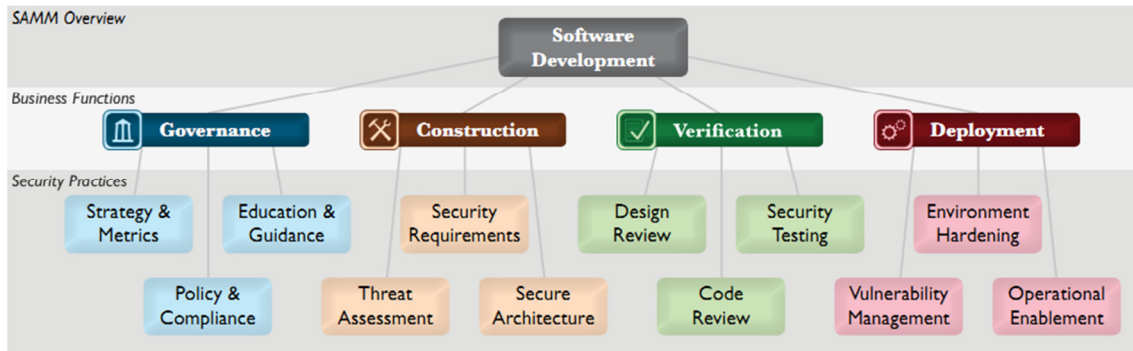 SAMM Overview
Software
Development
Business Functions
Governance
Construction
Verification
Deployment
Security Practices
Strategy &
Metrics
Education &
Guidance
Security
Requirements
Design
Review
Security
Testing
Environment
Hardening
Policy &
Compliance
Threat
Assessment
Secure
Architecture
Code
Review
Vulnerability
Management
Operational
Enablement